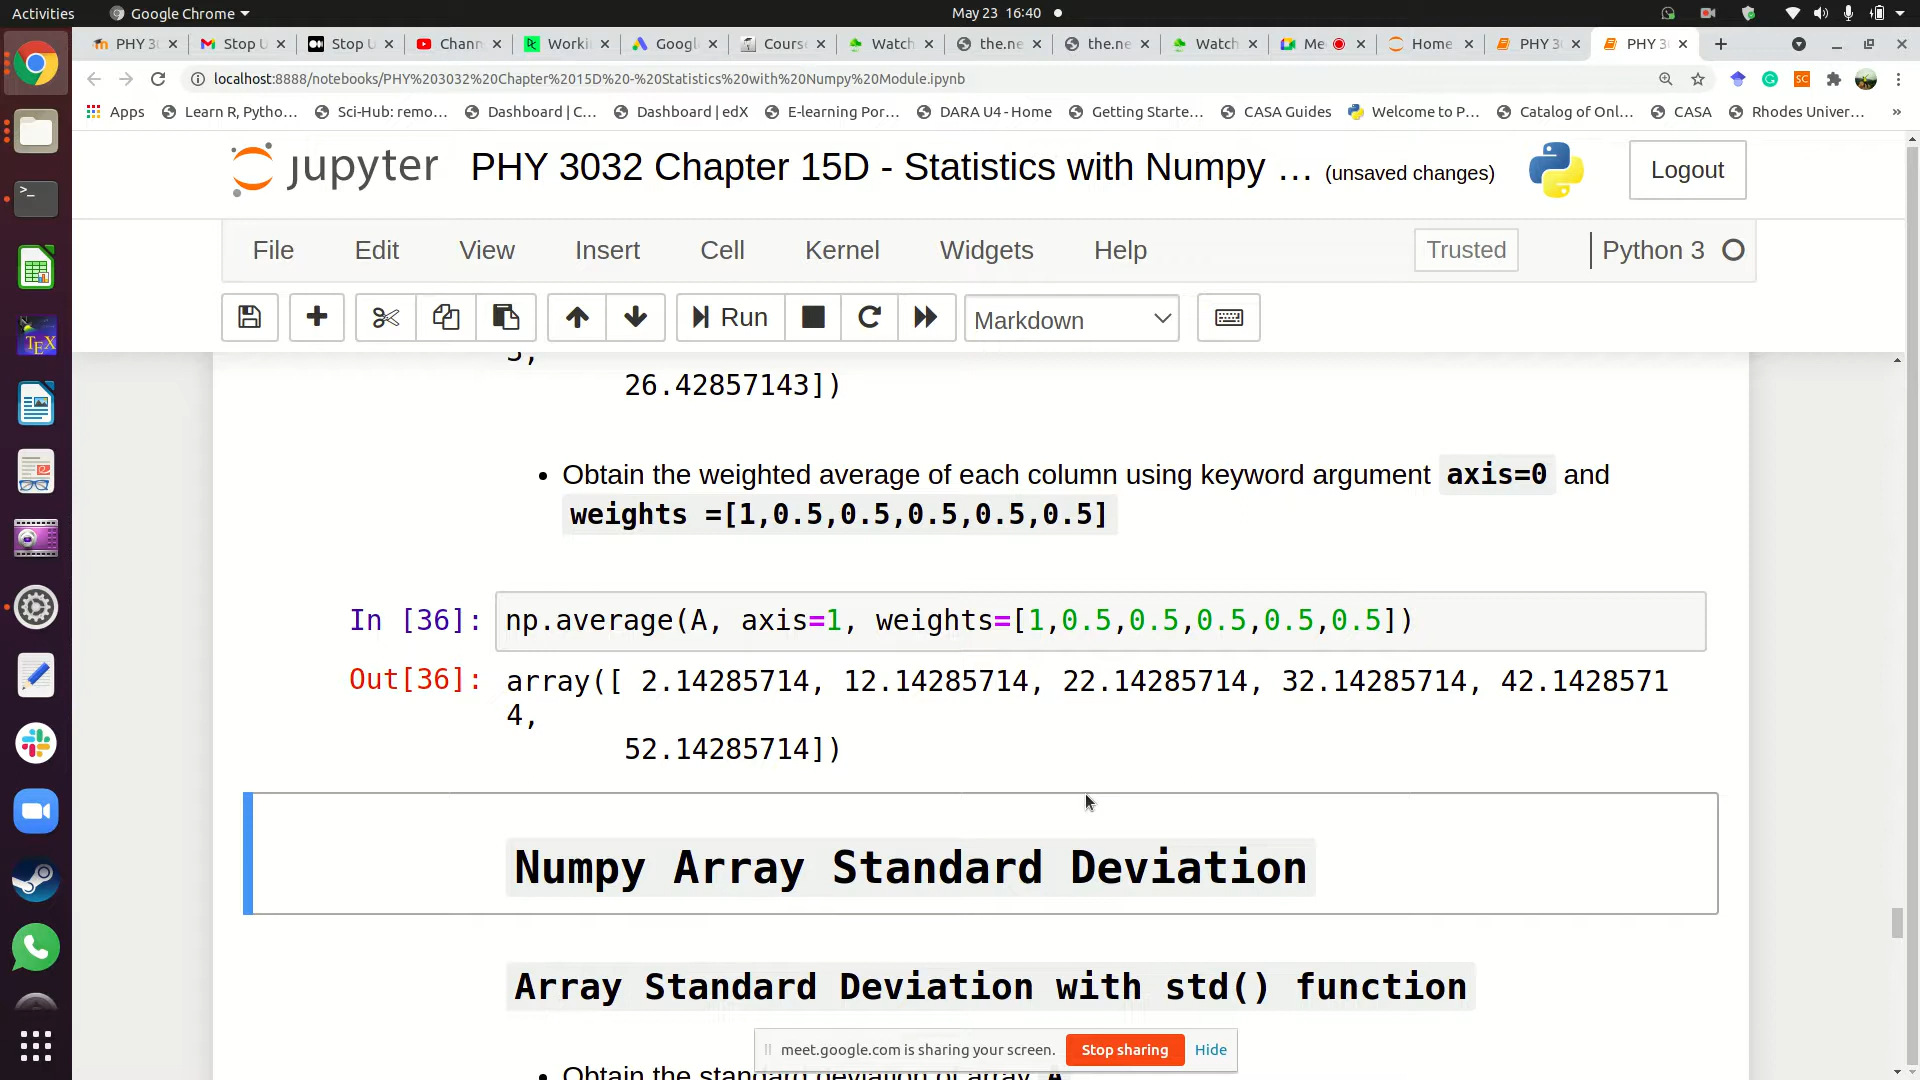 Activities
Google Chrome
May 23 16:40
PHY 3
Stop U
Stop U
Chann
Worki
Googl
Cours
Watch
the.ne
the.ne
Watch
Me
Home
PHY 3
PHY 3
localhost:8888/notebooks/PHY%203032%20Chapter%2015D%20-%20Statistics%20with%20Numpy%20Module.ipynb
Apps
Learn R, Pytho...
Sci-Hub: remo...
Dashboard | C...
Dashboard | edX
E-learning Por...
DARA U4 - Home
Getting Starte...
CASA Guides
Welcome to P...
Catalog of Onl...
CASA
Rhodes Univer...
»
jupyter
PHY 3032 Chapter 15D - Statistics with Numpy ...
(unsaved changes)
Logout
File Edit View Insert Cell Kernel Widgets Help
Trusted
Python 3
Run
Markdown
26.42857143])
• Obtain the weighted average of each column using keyword argument axis=0 and
weights =[1,0.5,0.5,0.5,0.5,0.5]
In [36]: np.average(A, axis=1, weights=[1,0.5,0.5,0.5,0.5,0.5])
Out[36]: array([ 2.14285714, 12.14285714, 22.14285714, 32.14285714, 42.1428571
4,
52.14285714])
Numpy Array Standard Deviation
Array Standard Deviation with std() function
meet.google.com is sharing your screen. Stop sharing Hide
• Obtain the standard deviation of array A